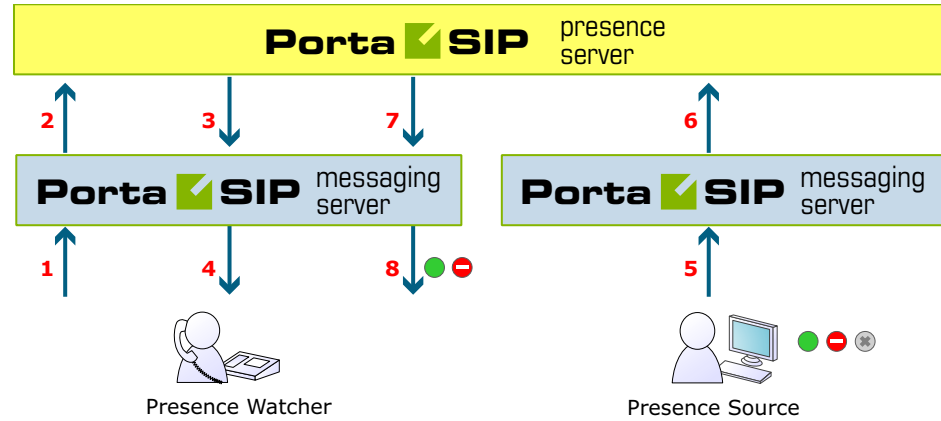 Porta SIP presence
server
2 3 7 6
Porta SIP messaging
server
Porta SIP messaging
server
1 4 8 5
Presence Watcher
Presence Source